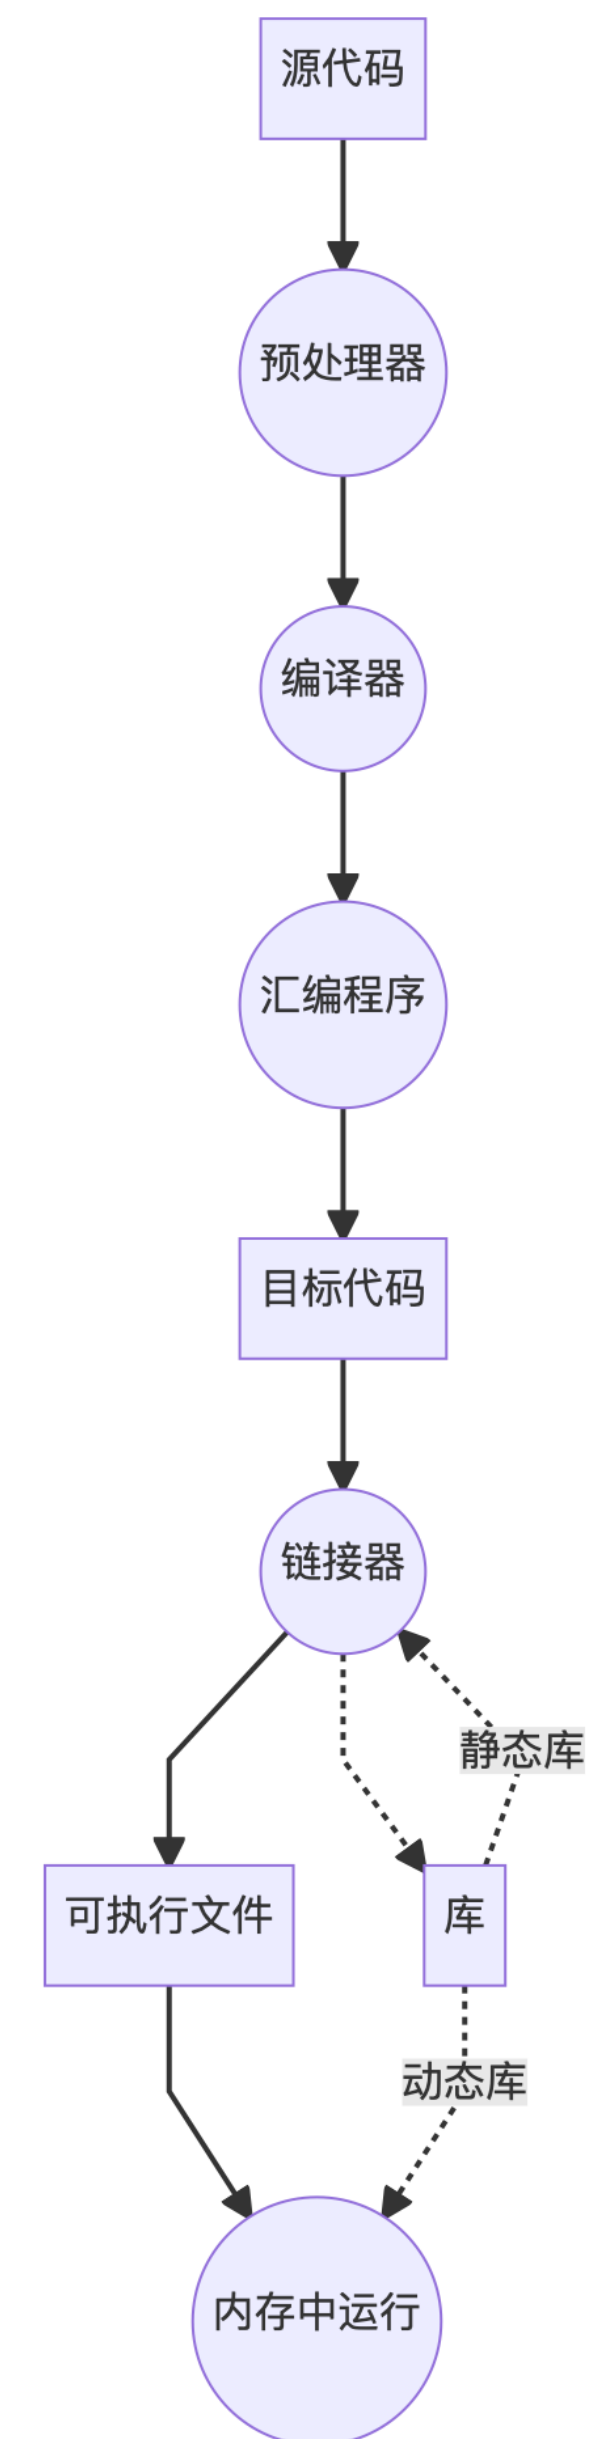 源代码
预处理器
编译器
汇编程序
目标代码
链接器
静态库
可执行文件
库
动态库
内存中运行